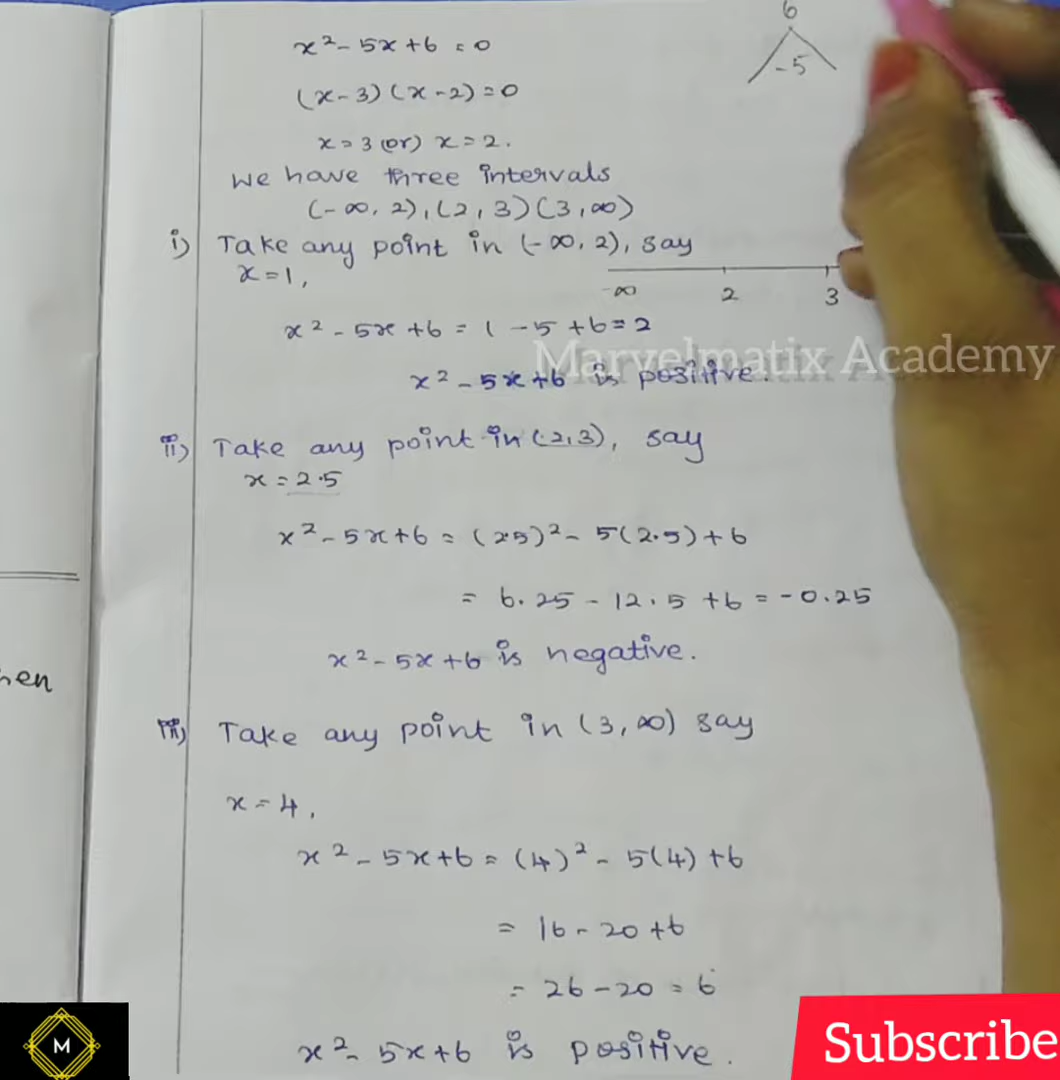 6
x² - 5x + 6 = 0
-5
(x - 3) (x - 2) = 0
x = 3 (or) x = 2.
We have three intervals
(-∞, 2), (2, 3) (3, ∞)
i) Take any point in (-∞, 2), say
x = 1,
-∞ 2 3
x² - 5x + 6 = 1 - 5 + 6 = 2
Marvelmatix Academy
x² - 5x + 6 is positive.
ii) Take any point in (2,3), say
x = 2.5
x² - 5x + 6 = (2.5)² - 5(2.5) + 6
= 6.25 - 12.5 + 6 = -0.25
x² - 5x + 6 is negative.
iii) Take any point in (3, ∞) say
x = 4,
x² - 5x + 6 = (4)² - 5(4) + 6
= 16 - 20 + 6
= 26 - 20 = 6
x² - 5x + 6 is positive.
M
Subscribe